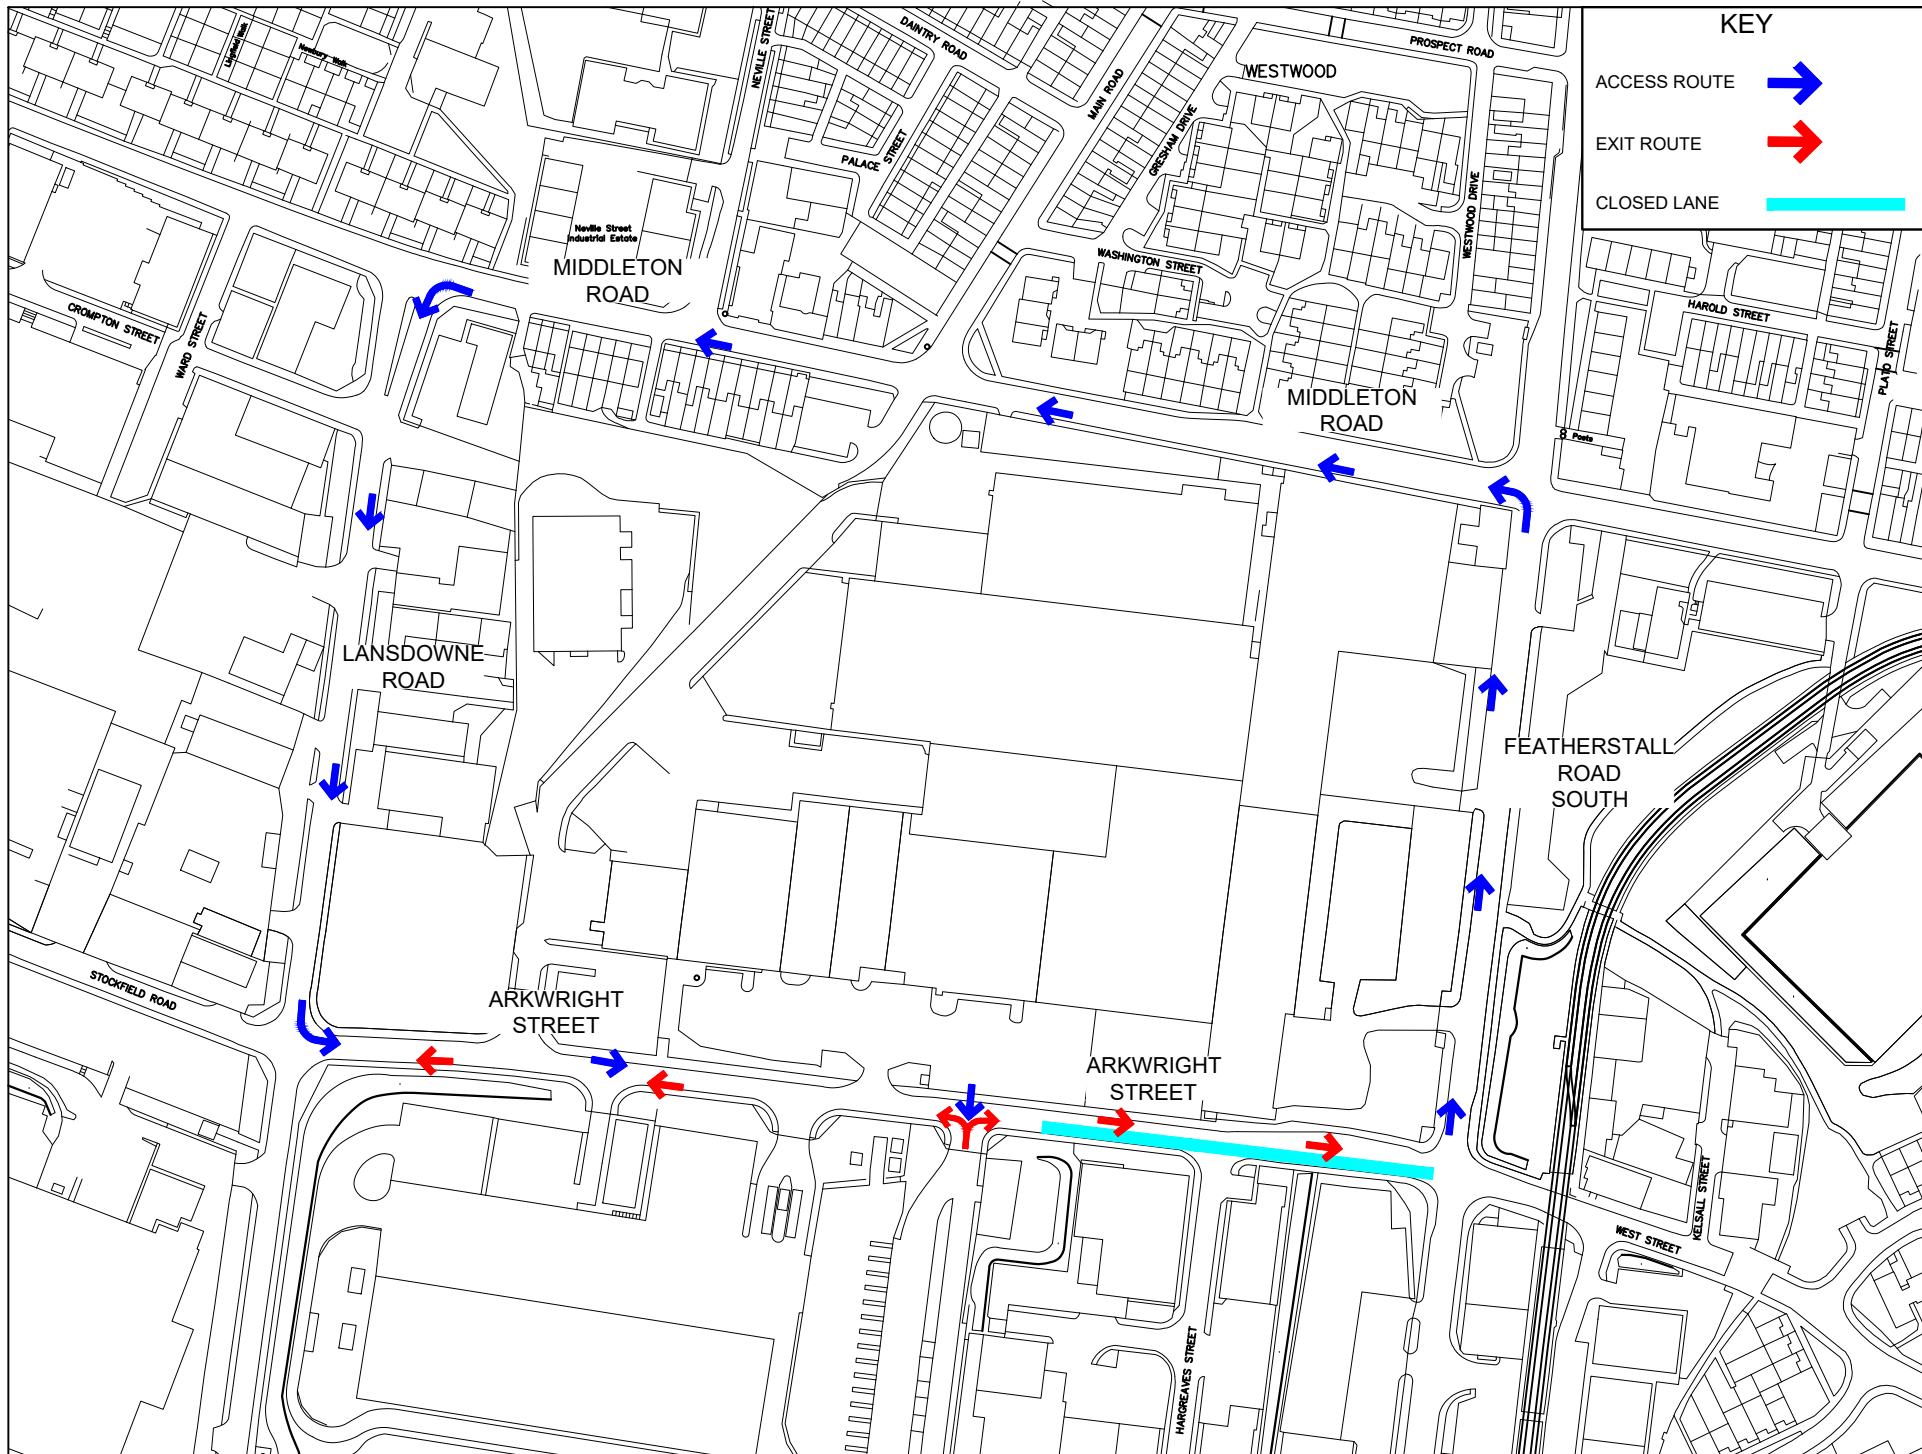 KEY
ACCESS ROUTE
EXIT ROUTE
CLOSED LANE
Newbury Walk
NEVILLE STREET
DAINTRY ROAD
MAIN ROAD
PROSPECT ROAD
WESTWOOD
PALACE STREET
GRESHAM DRIVE
WESTWOOD DRIVE
Neville Street
Industrial Estate
MIDDLETON
ROAD
WASHINGTON STREET
CROMPTON STREET
WARD STREET
HAROLD STREET
PLATO STREET
MIDDLETON
ROAD
Posts
LANSDOWNE
ROAD
FEATHERSTALL
ROAD
SOUTH
STOCKFIELD ROAD
ARKWRIGHT
STREET
ARKWRIGHT
STREET
KELSALL STREET
WEST STREET
HARGREAVES STREET